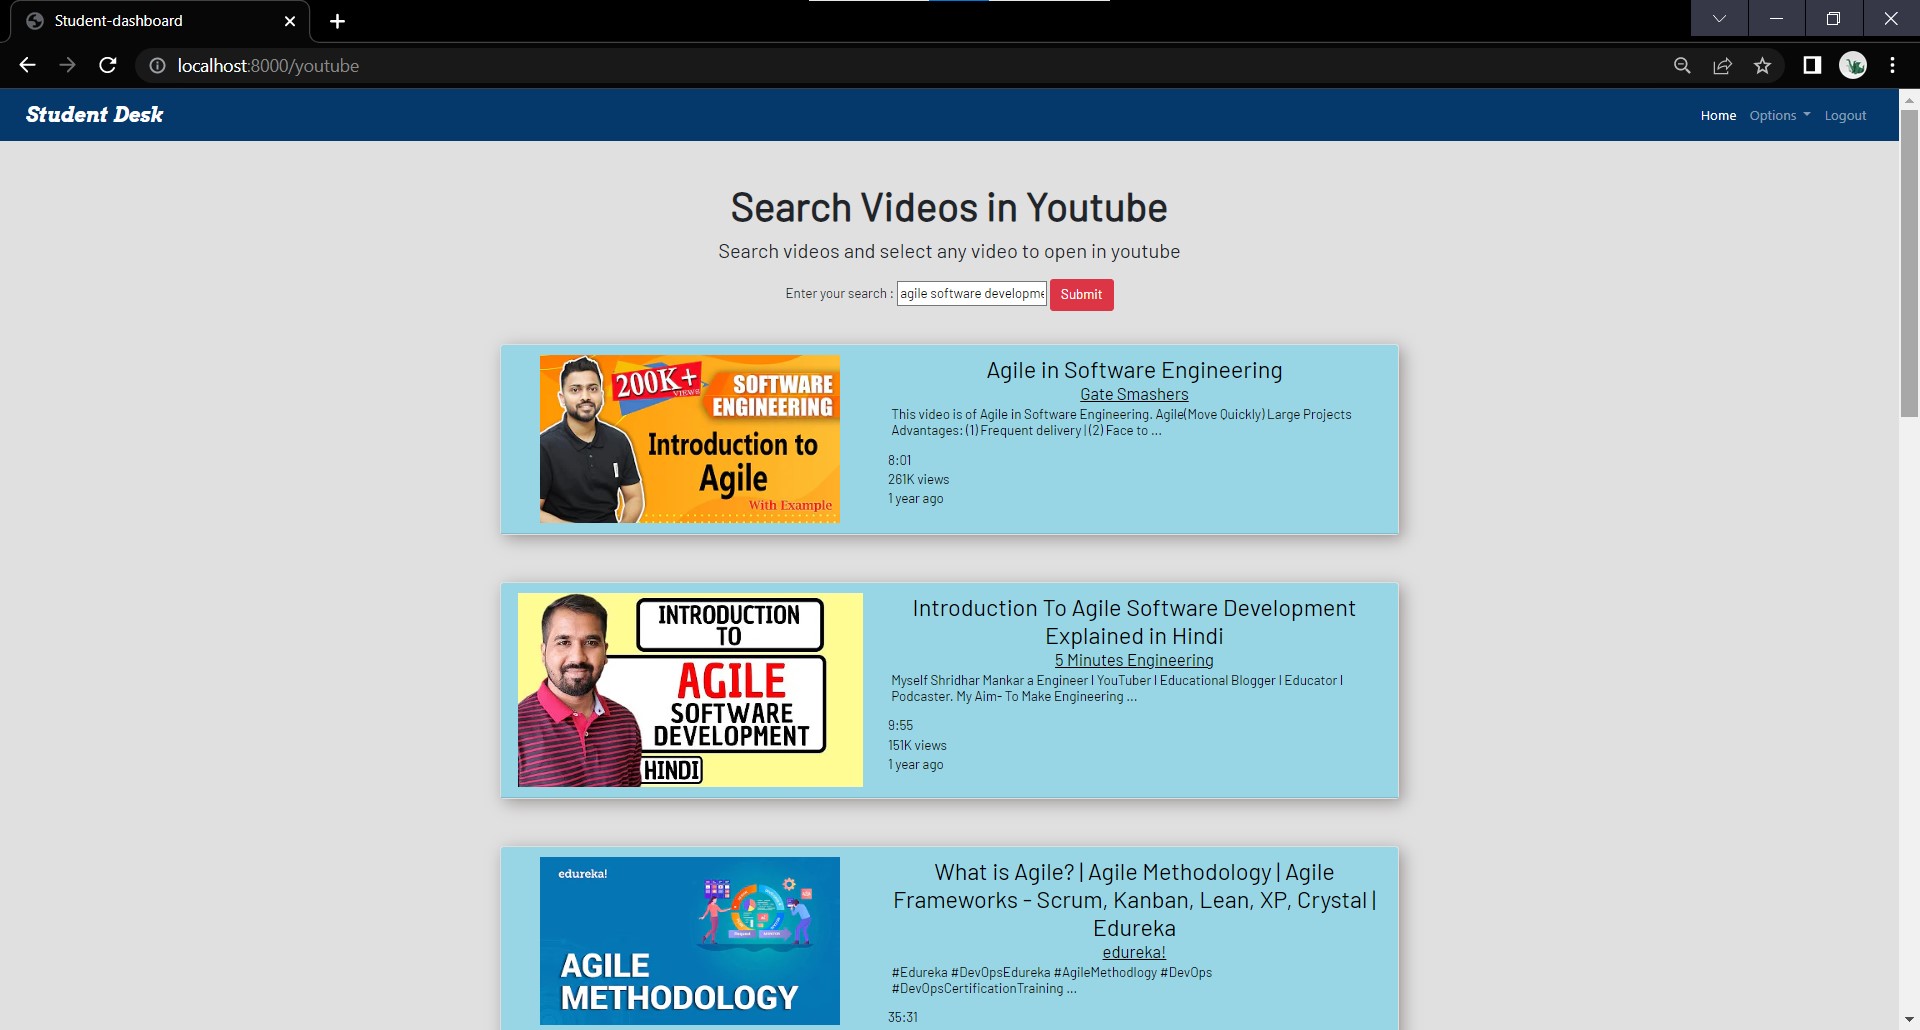 Student-dashboard
localhost:8000/youtube
Student Desk
Home Options Logout
Search Videos in Youtube
Search videos and select any video to open in youtube
Enter your search : agile software developme Submit
200K+
VIEWS
SOFTWARE
ENGINEERING
Introduction to
Agile
With Example
Agile in Software Engineering
Gate Smashers
This video is of Agile in Software Engineering. Agile(Move Quickly) Large Projects
Advantages: (1) Frequent delivery | (2) Face to ...
8:01
261K views
1 year ago
INTRODUCTION
TO
AGILE
SOFTWARE
DEVELOPMENT
HINDI
Introduction To Agile Software Development
Explained in Hindi
5 Minutes Engineering
Myself Shridhar Mankar a Engineer l YouTuber l Educational Blogger l Educator l
Podcaster. My Aim- To Make Engineering ...
9:55
151K views
1 year ago
edureka!
AGILE
METHODOLOGY
What is Agile? | Agile Methodology | Agile
Frameworks - Scrum, Kanban, Lean, XP, Crystal |
Edureka
edureka!
#Edureka #DevOpsEdureka #AgileMethodlogy #DevOps
#DevOpsCertificationTraining ...
35:31